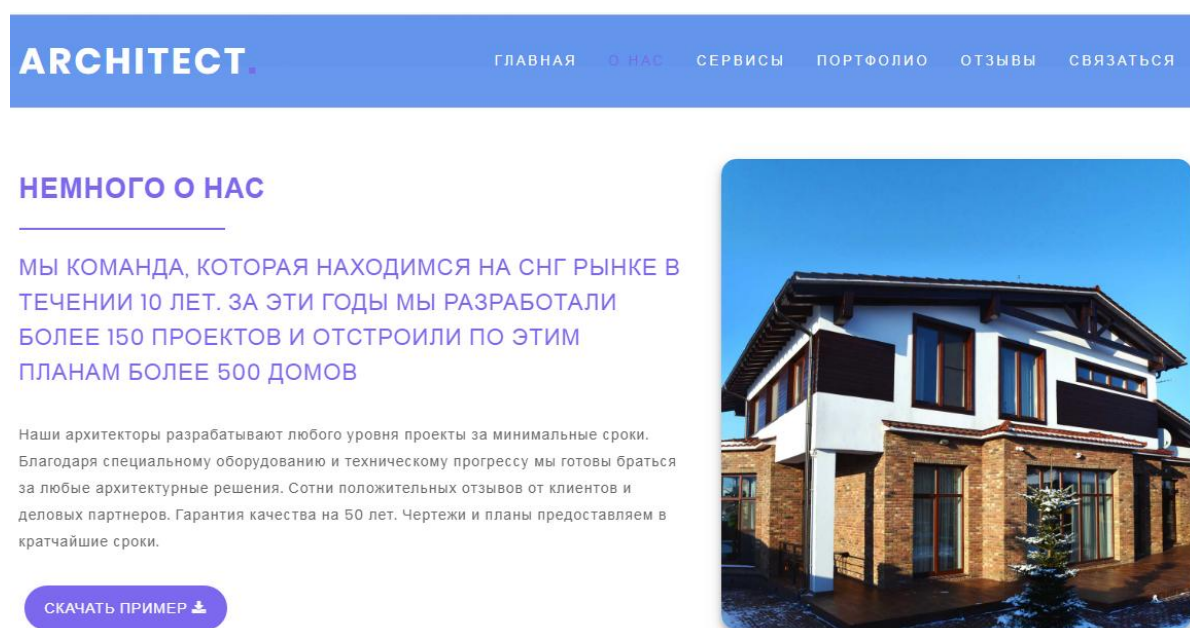 ARCHITECT.
ГЛАВНАЯ О НАС СЕРВИСЫ ПОРТФОЛИО ОТЗЫВЫ СВЯЗАТЬСЯ
НЕМНОГО О НАС
МЫ КОМАНДА, КОТОРАЯ НАХОДИМСЯ НА СНГ РЫНКЕ В
ТЕЧЕНИИ 10 ЛЕТ. ЗА ЭТИ ГОДЫ МЫ РАЗРАБОТАЛИ
БОЛЕЕ 150 ПРОЕКТОВ И ОТСТРОИЛИ ПО ЭТИМ
ПЛАНАМ БОЛЕЕ 500 ДОМОВ
Наши архитекторы разрабатывают любого уровня проекты за минимальные сроки.
Благодаря специальному оборудованию и техническому прогрессу мы готовы браться
за любые архитектурные решения. Сотни положительных отзывов от клиентов и
деловых партнеров. Гарантия качества на 50 лет. Чертежи и планы предоставляем в
кратчайшие сроки.
СКАЧАТЬ ПРИМЕР